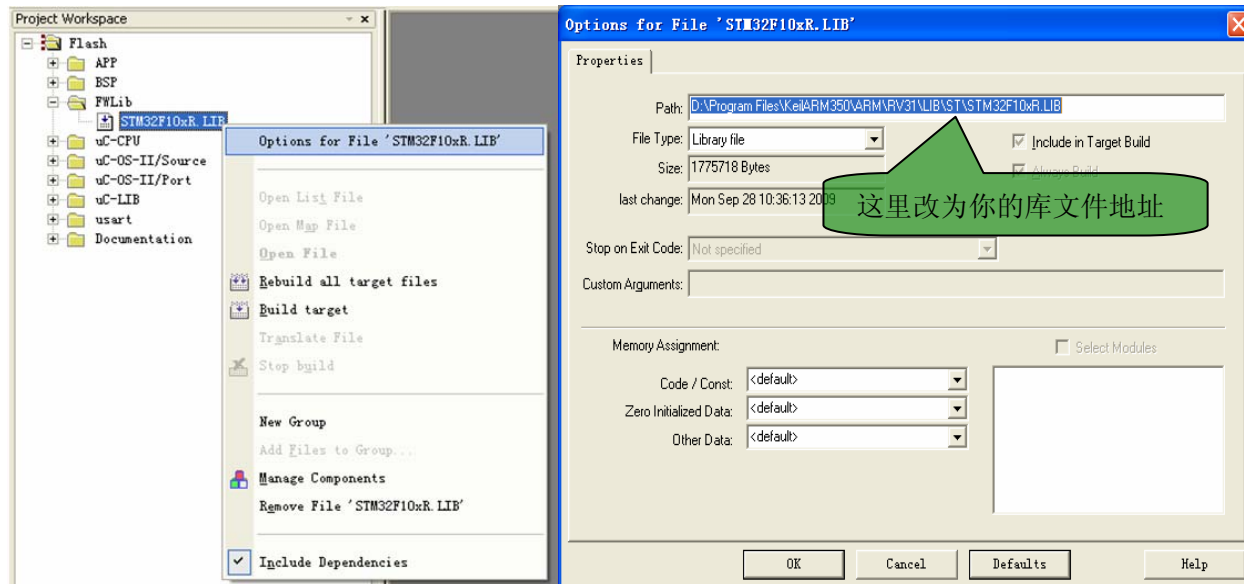 Project Workspace
Flash
APP
BSP
FWLib
STM32F10xR.LIB
uC-CPU
uC-OS-II/Source
uC-OS-II/Port
uC-LIB
usart
Documentation
Options for File 'STM32F10xR.LIB'
Open List File
Open Map File
Open File
Rebuild all target files
Build target
Translate File
Stop build
New Group
Add Files to Group...
Manage Components
Remove File 'STM32F10xR.LIB'
Include Dependencies
Options for File 'STM32F10xR.LIB'
Properties
Path: D:\Program Files\KeilARM350\ARM\RV31\LIB\ST\STM32F10xR.LIB
File Type: Library file
Include in Target Build
Size: 1775718 Bytes
Always Build
last change: Mon Sep 28 10:36:13 2009
这里改为你的库文件地址
Stop on Exit Code: Not specified
Custom Arguments:
Memory Assignment:
Select Modules
Code / Const: <default>
Zero Initialized Data: <default>
Other Data: <default>
OK
Cancel
Defaults
Help